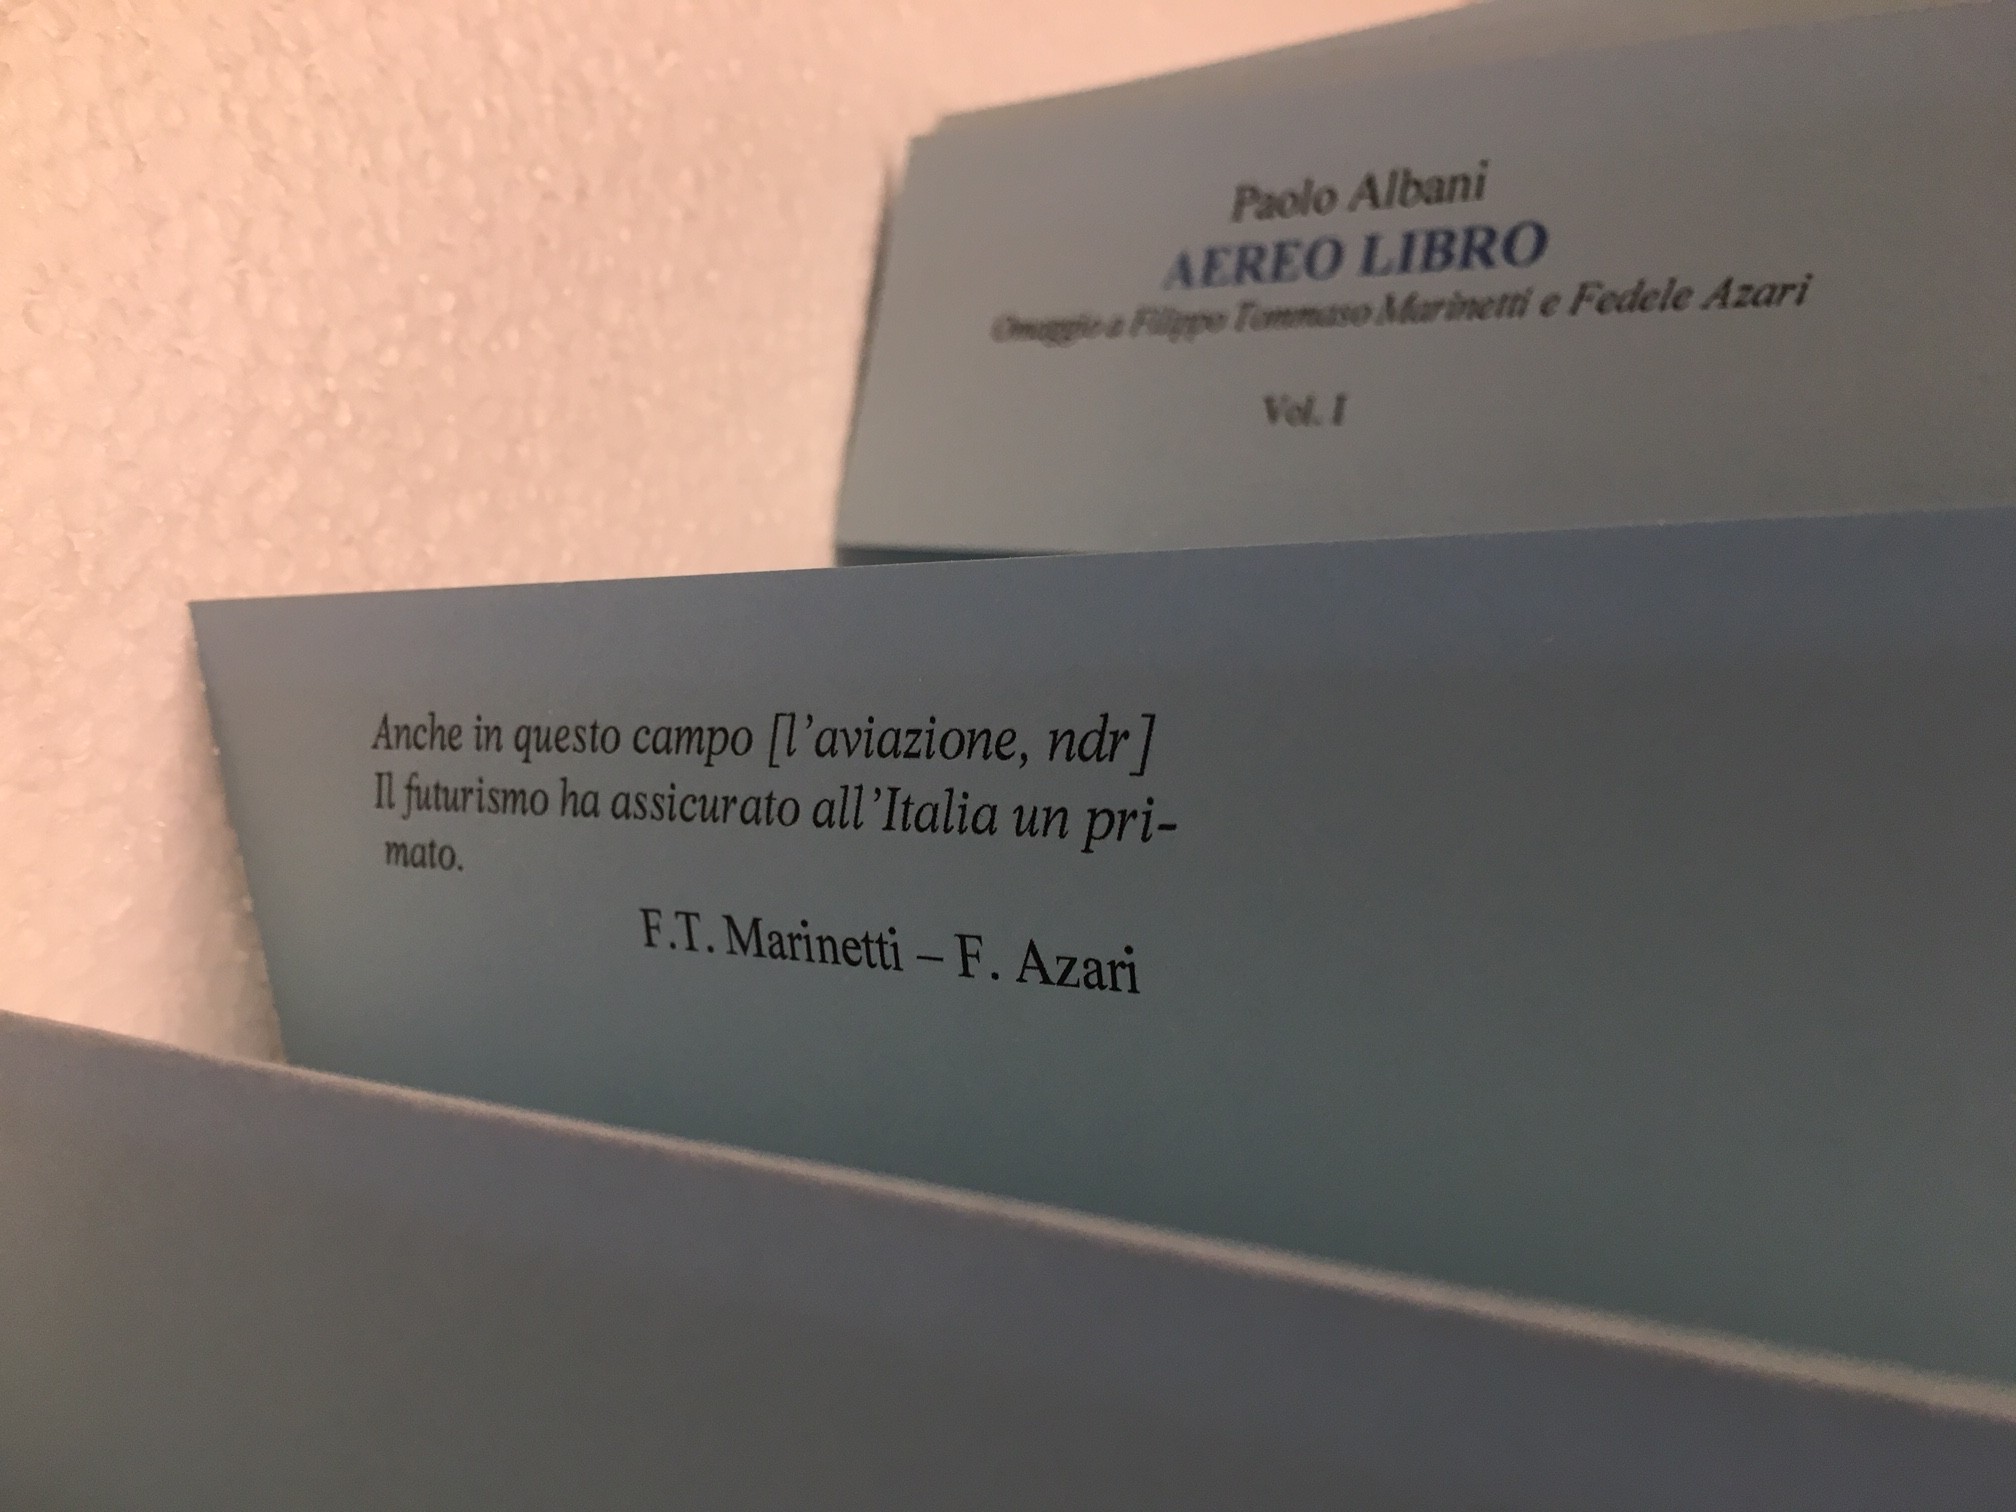 Paolo Albani
AEREO LIBRO
Omaggio a Filippo Tommaso Marinetti e Fedele Azari
Vol. I
Anche in questo campo [l'aviazione, ndr]
Il futurismo ha assicurato all'Italia un pri-
mato.
F.T. Marinetti – F. Azari